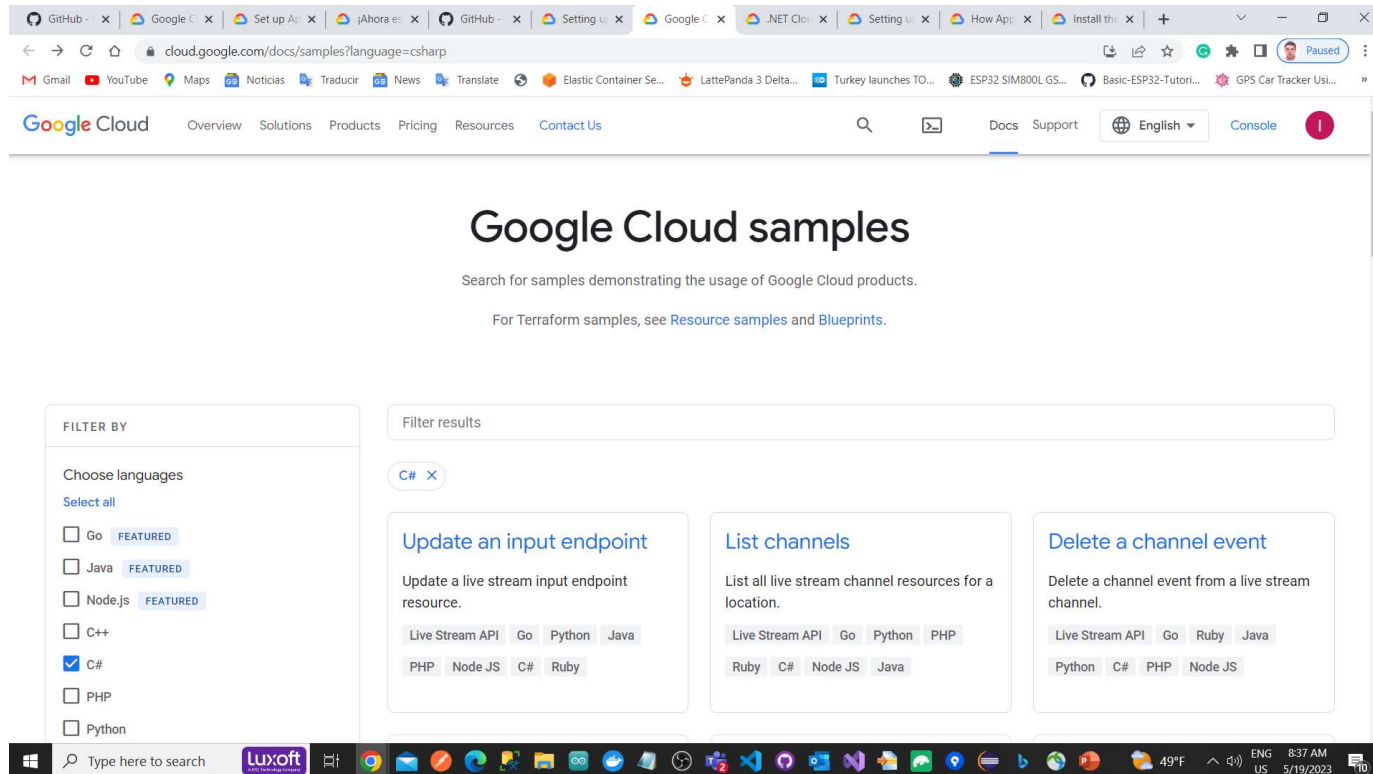 GitHub -
Google C
Set up Ap
¡Ahora es
GitHub -
Setting u
Google C
.NET Clou
Setting u
How App
Install the
cloud.google.com/docs/samples?language=csharp
Paused
Gmail
YouTube
Maps
Noticias
Traducir
News
Translate
Elastic Container Se...
LattePanda 3 Delta...
Turkey launches TO...
ESP32 SIM800L GS...
Basic-ESP32-Tutori...
GPS Car Tracker Usi...
»
Google Cloud
Overview
Solutions
Products
Pricing
Resources
Contact Us
Docs
Support
English
Console
I
Google Cloud samples
Search for samples demonstrating the usage of Google Cloud products.
For Terraform samples, see Resource samples and Blueprints.
FILTER BY
Choose languages
Select all
Go FEATURED
Java FEATURED
Node.js FEATURED
C++
C#
PHP
Python
Filter results
C#
Update an input endpoint
Update a live stream input endpoint
resource.
Live Stream API Go Python Java
PHP Node JS C# Ruby
List channels
List all live stream channel resources for a
location.
Live Stream API Go Python PHP
Ruby C# Node JS Java
Delete a channel event
Delete a channel event from a live stream
channel.
Live Stream API Go Ruby Java
Python C# PHP Node JS
Type here to search
Luxoft
49°F
ENG
US
8:37 AM
5/19/2023